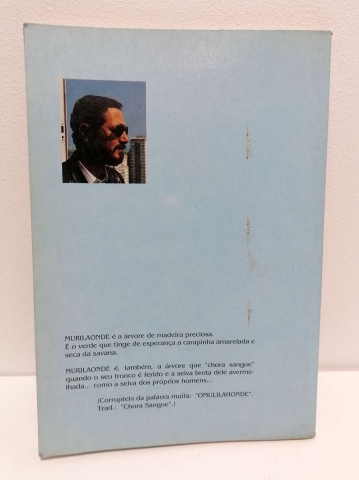 MURILAONDE é a árvore de madeira preciosa.
É o verde que tinge de esperança a carapinha amarelada e
seca da savana.
MURILAONDE é, também, a árvore que "chora sangue"
quando o seu tronco é ferido e a seiva brota dele averme-
lhada... como a seiva dos próprios homens...
(Corruptela da palavra muíla: "OMULILAHONDE".
Trad.: "Chora Sangue".)